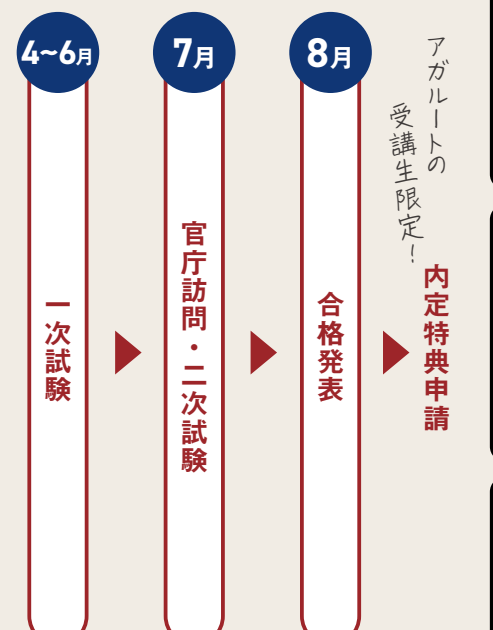 4~6月
一次試験
7月
官庁訪問・二次試験
8月
合格発表
アガルートの
受講生限定!
内定特典申請